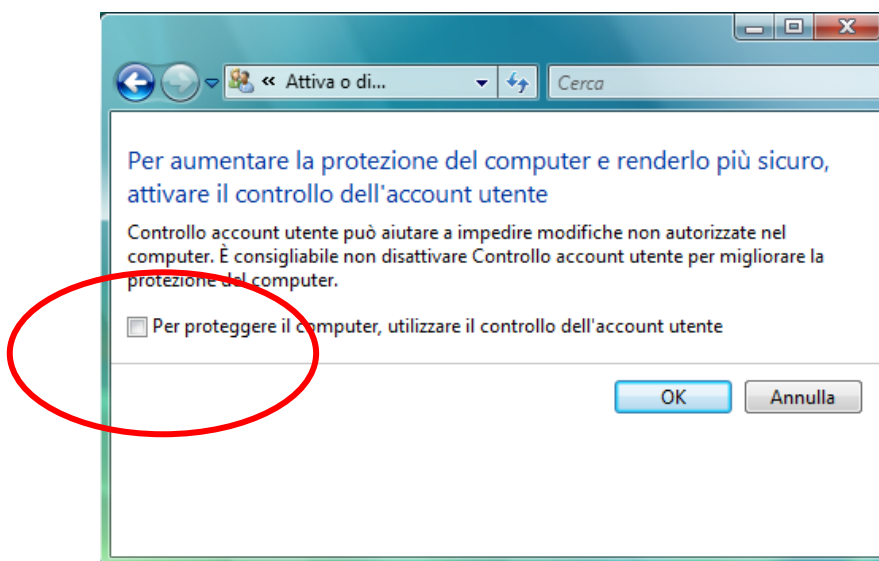 « Attiva o di...
Cerca
Per aumentare la protezione del computer e renderlo più sicuro,
attivare il controllo dell'account utente
Controllo account utente può aiutare a impedire modifiche non autorizzate nel
computer. È consigliabile non disattivare Controllo account utente per migliorare la
protezione del computer.
Per proteggere il computer, utilizzare il controllo dell'account utente
OK
Annulla